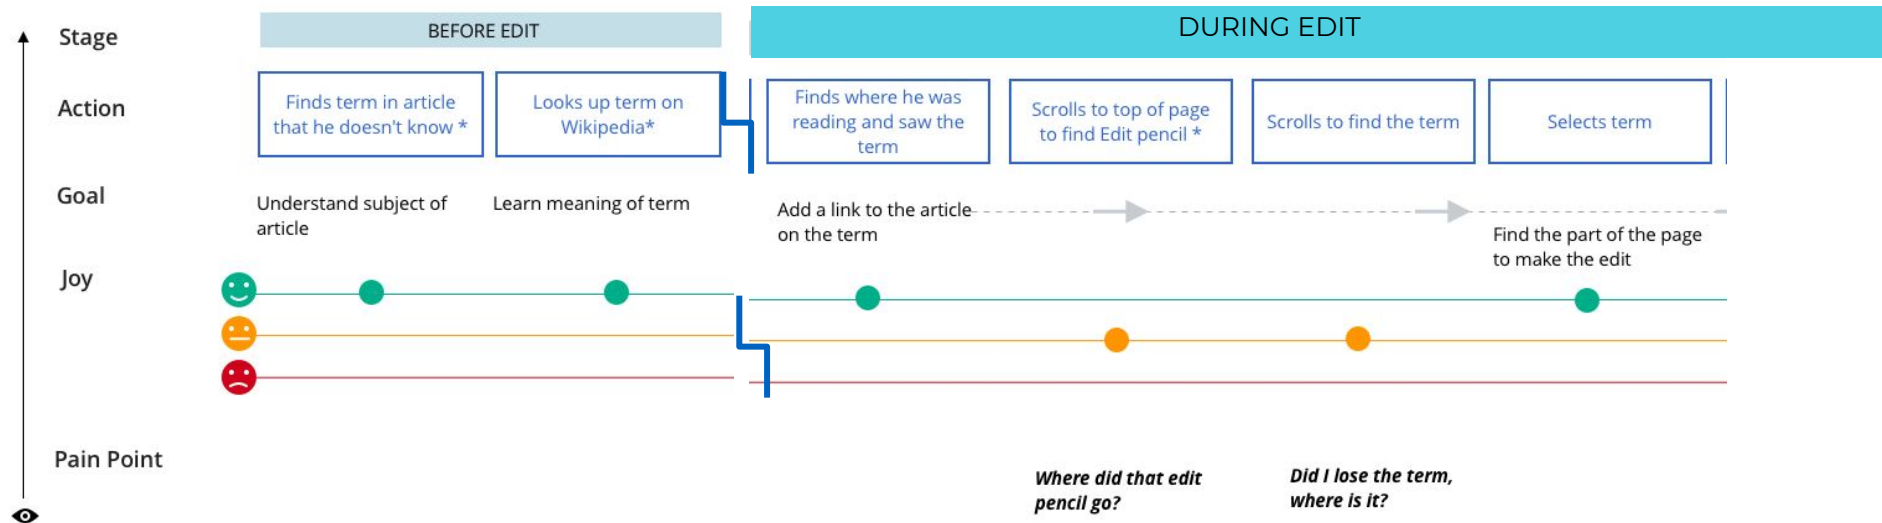 Stage
BEFORE EDIT
DURING EDIT
Action
Finds term in article
that he doesn't know *
Looks up term on
Wikipedia*
Finds where he was
reading and saw the
term
Scrolls to top of page
to find Edit pencil *
Scrolls to find the term
Selects term
Goal
Understand subject of
article
Learn meaning of term
Add a link to the article
on the term
Find the part of the page
to make the edit
Joy
Pain Point
Where did that edit
pencil go?
Did I lose the term,
where is it?